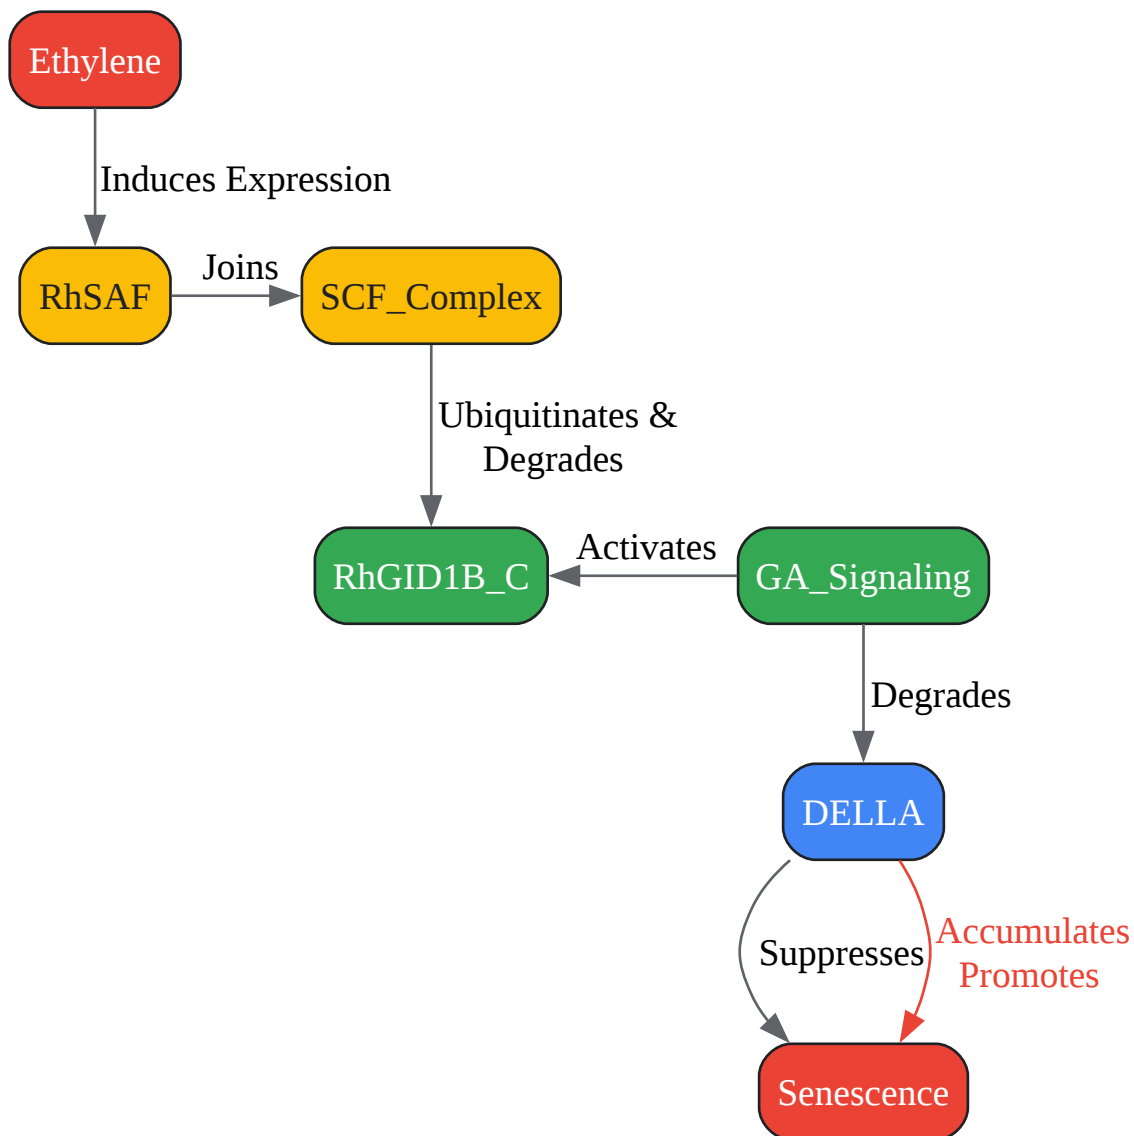 Ethylene
Induces Expression
RhSAF
Joins
SCF_Complex
Ubiquitinates &
Degrades
RhGID1B_C
Activates
GA_Signaling
Degrades
DELLA
Suppresses
Accumulates
Promotes
Senescence